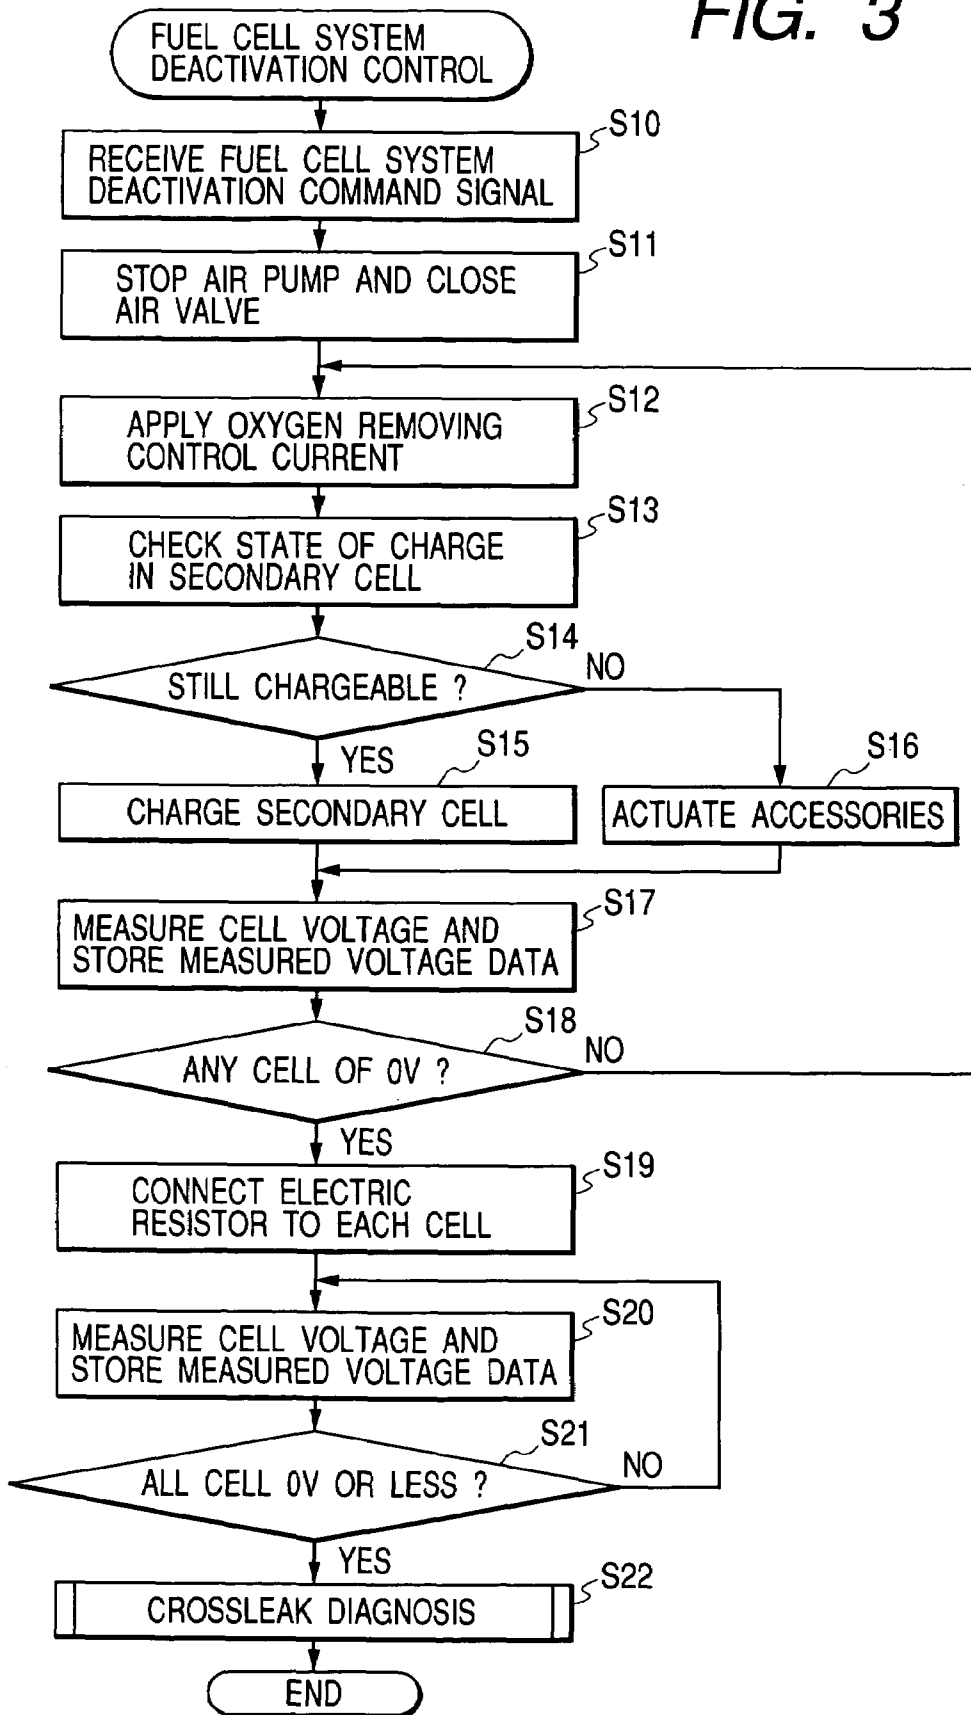 FIG. 3
FUEL CELL SYSTEM
DEACTIVATION CONTROL
S10
RECEIVE FUEL CELL SYSTEM
DEACTIVATION COMMAND SIGNAL
S11
STOP AIR PUMP AND CLOSE
AIR VALVE
S12
APPLY OXYGEN REMOVING
CONTROL CURRENT
S13
CHECK STATE OF CHARGE
IN SECONDARY CELL
S14
STILL CHARGEABLE ?
NO
YES
S15
CHARGE SECONDARY CELL
S16
ACTUATE ACCESSORIES
S17
MEASURE CELL VOLTAGE AND
STORE MEASURED VOLTAGE DATA
S18
ANY CELL OF 0V ?
NO
YES
S19
CONNECT ELECTRIC
RESISTOR TO EACH CELL
S20
MEASURE CELL VOLTAGE AND
STORE MEASURED VOLTAGE DATA
S21
ALL CELL 0V OR LESS ?
NO
YES
S22
CROSSLEAK DIAGNOSIS
END